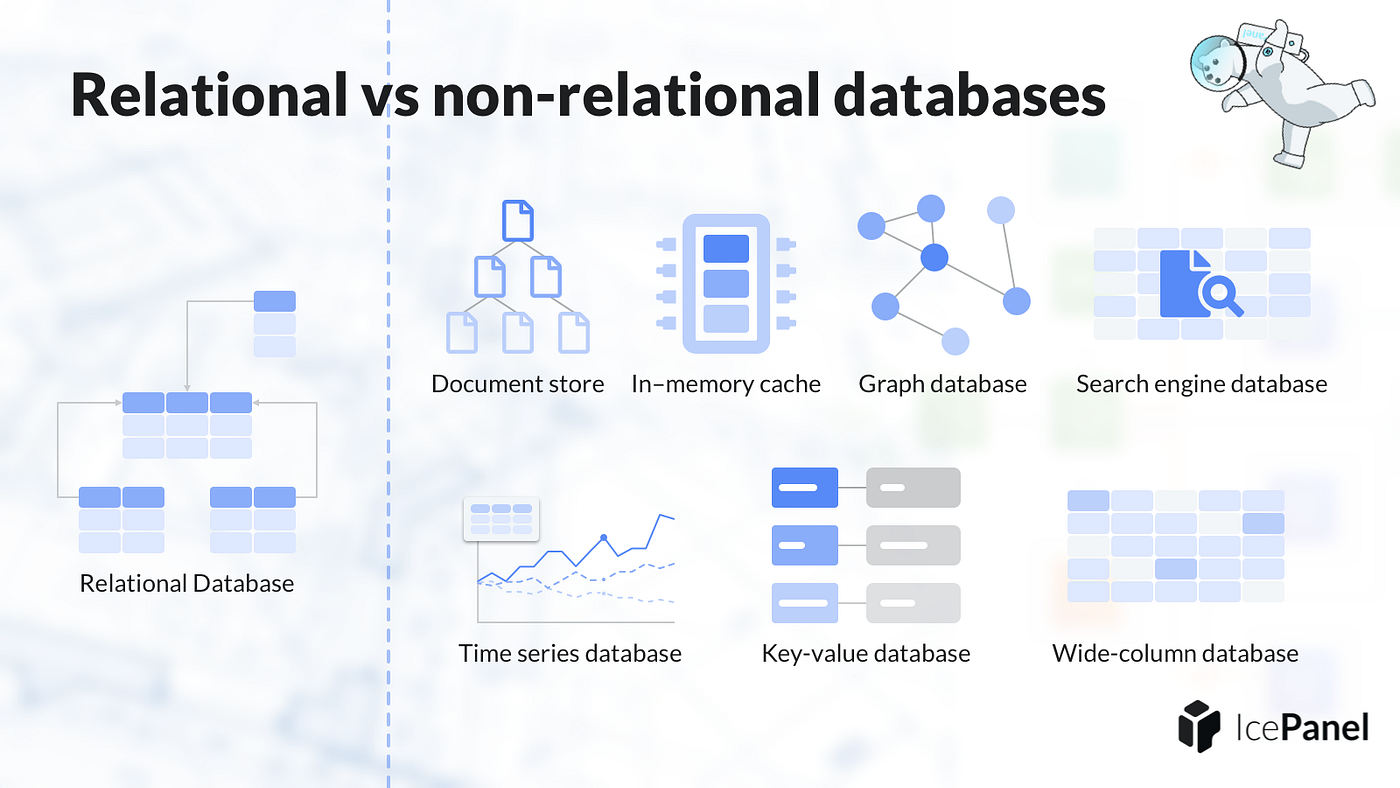 Relational vs non-relational databases
Document store
In–memory cache
Graph database
Search engine database
Relational Database
Time series database
Key-value database
Wide-column database
IcePanel